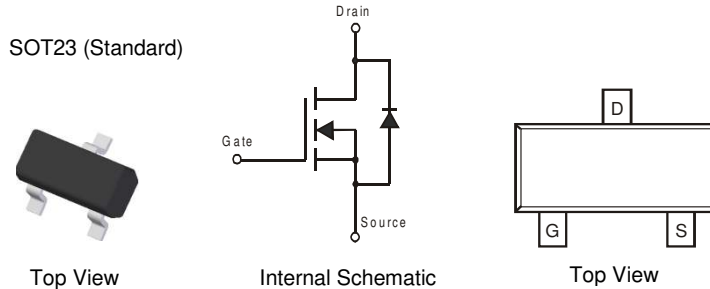 SOT23 (Standard)
Drain
Gate
Source
D
G
S
Top View
Internal Schematic
Top View